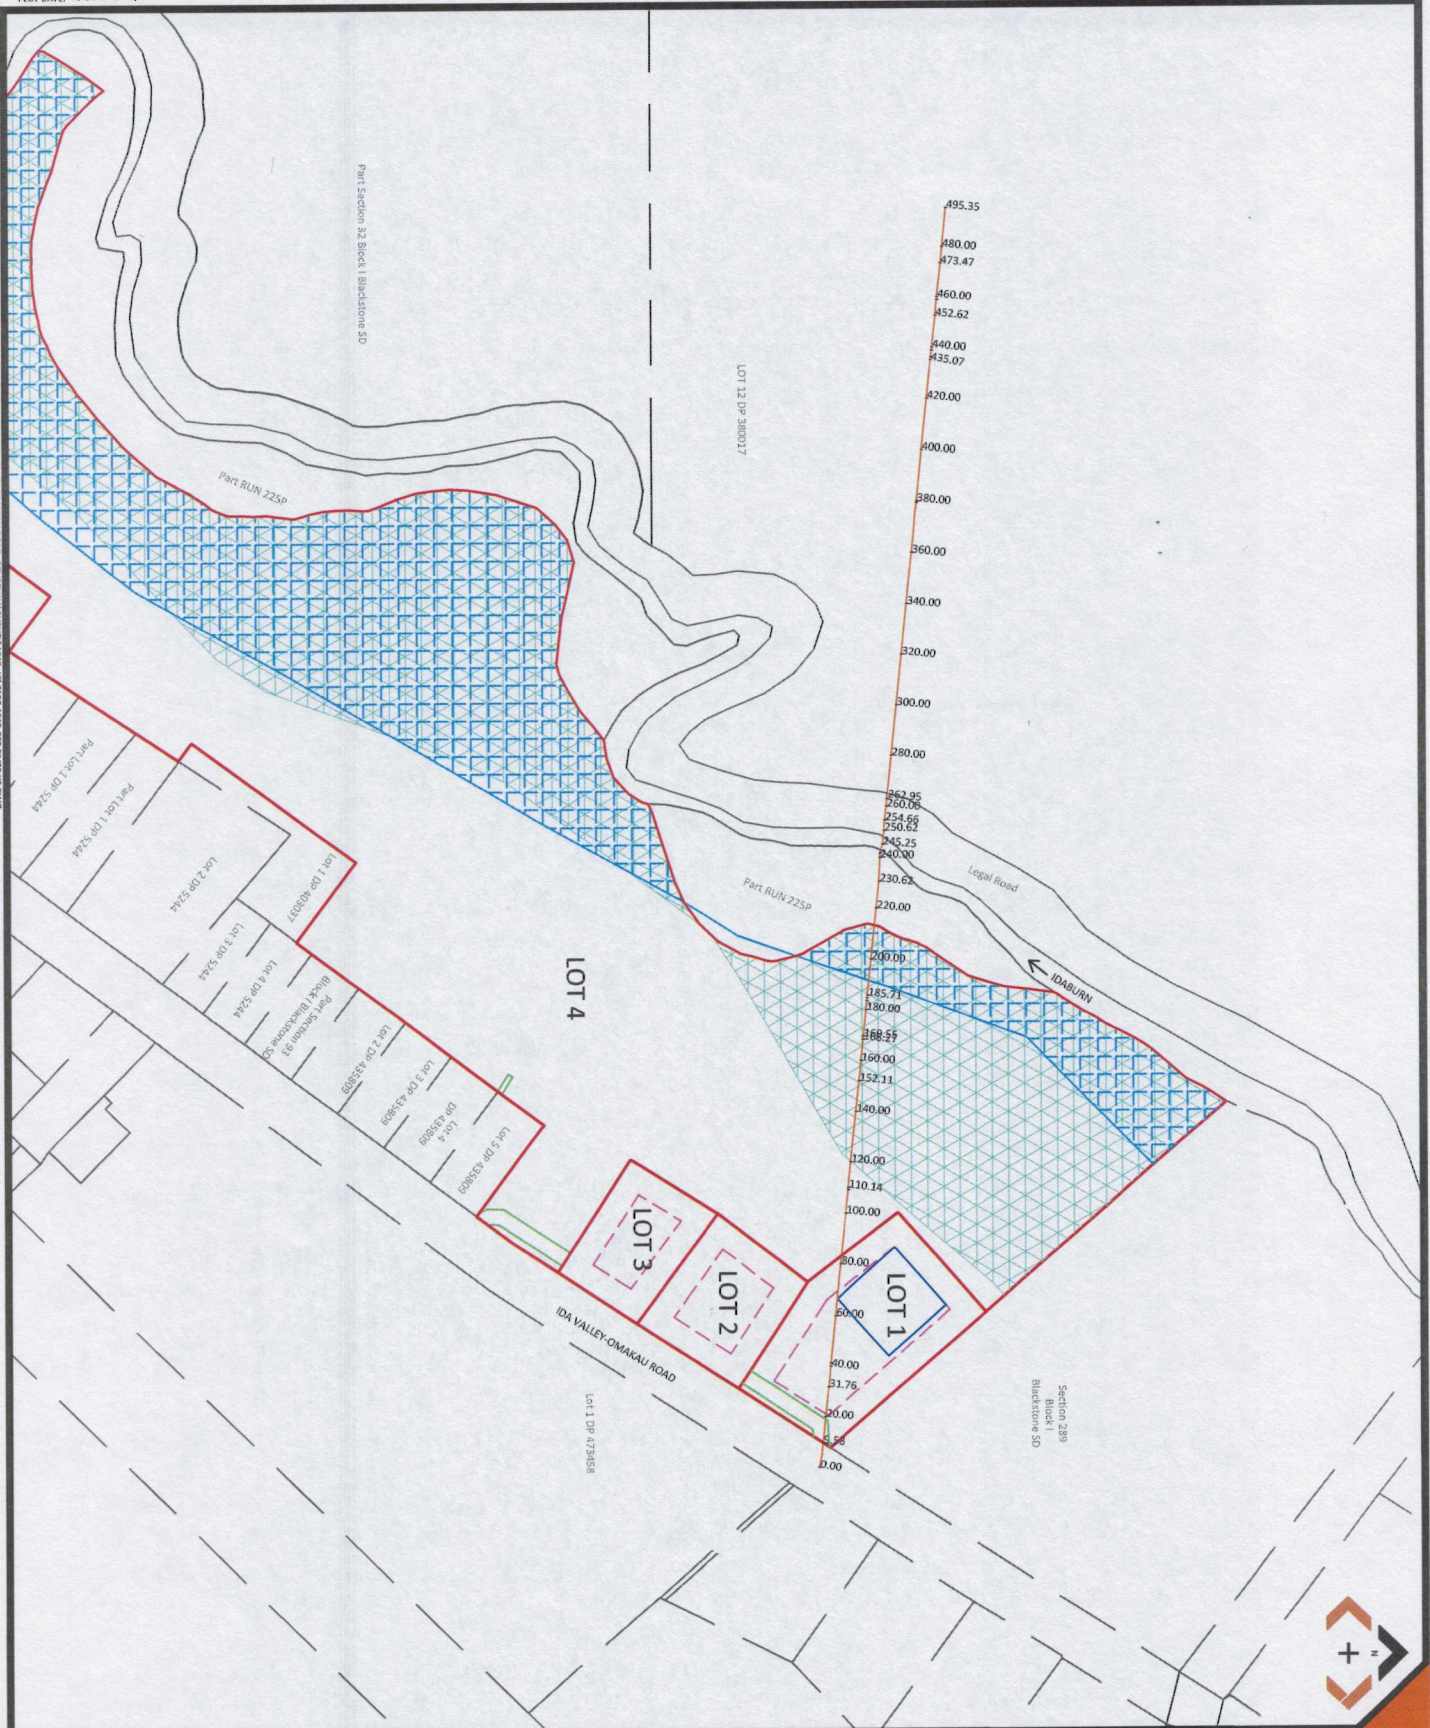 495.35
480.00
473.47
460.00
452.62
440.00
435.07
420.00
400.00
380.00
360.00
340.00
320.00
300.00
280.00
262.95
260.00
254.66
250.62
245.25
240.00
230.62
220.00
200.00
185.71
180.00
160.00
152.11
140.00
120.00
110.14
100.00
80.00
60.00
40.00
31.76
20.00
5.58
0.00
Part Section 32 Block I Blackstone SD
LOT 12 DP 380017
Part RUN 225P
Part RUN 225P
Legal Road
IDABURN
LOT 4
LOT 3
LOT 2
LOT 1
Part Lot 1 DP 5244
Part Lot 1 DP 5244
Lot 2 DP 5244
Lot 1 DP 403037
Lot 3 DP 5244
Lot 4 DP 5244
Part Section 93
Block I Blackstone SD
Lot 2 DP 435809
Lot 3 DP 435809
Lot 4
DP 435809
Lot 5 DP 435809
IDA VALLEY-OMAKAU ROAD
Lot 1 DP 473458
Section 289
Block I
Blackstone SD
N